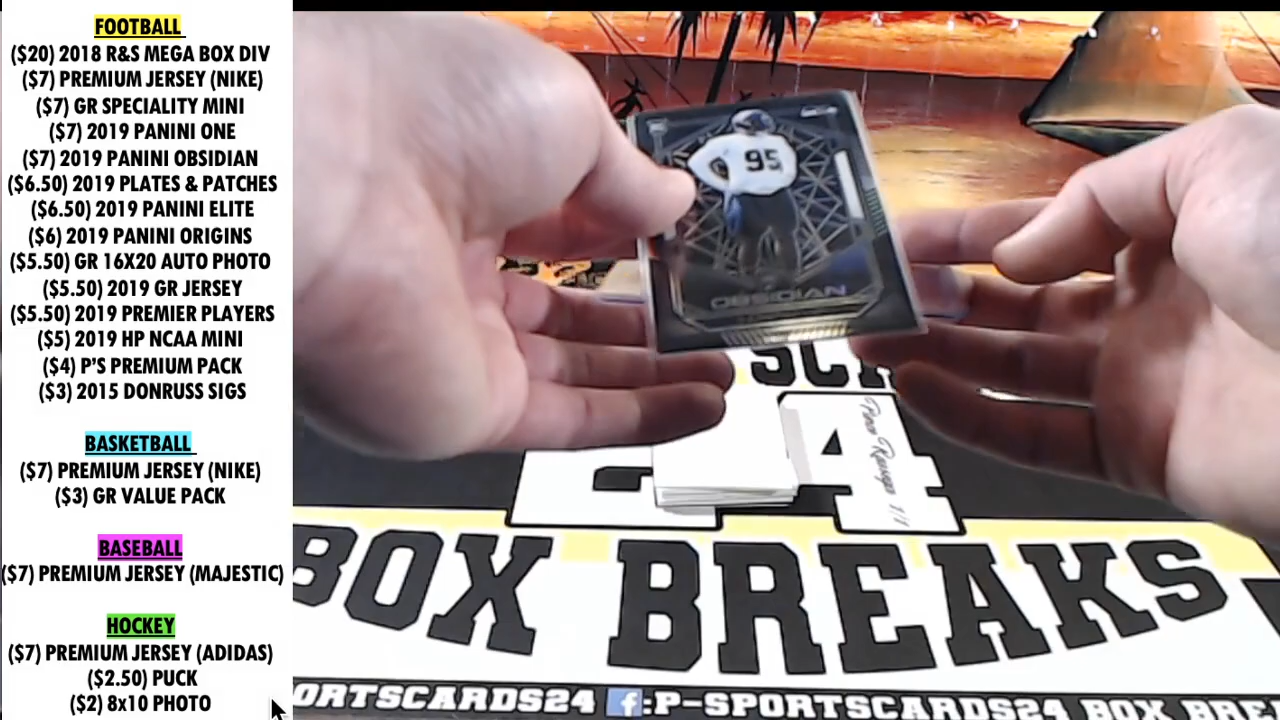 FOOTBALL
($20) 2018 R&S MEGA BOX DIV
($7) PREMIUM JERSEY (NIKE)
($7) GR SPECIALITY MINI
($7) 2019 PANINI ONE
($7) 2019 PANINI OBSIDIAN
($6.50) 2019 PLATES & PATCHES
($6.50) 2019 PANINI ELITE
($6) 2019 PANINI ORIGINS
($5.50) GR 16X20 AUTO PHOTO
($5.50) 2019 GR JERSEY
($5.50) 2019 PREMIER PLAYERS
($5) 2019 HP NCAA MINI
($4) P'S PREMIUM PACK
($3) 2015 DONRUSS SIGS
BASKETBALL
($7) PREMIUM JERSEY (NIKE)
($3) GR VALUE PACK
BASEBALL
($7) PREMIUM JERSEY (MAJESTIC)
HOCKEY
($7) PREMIUM JERSEY (ADIDAS)
($2.50) PUCK
($2) 8x10 PHOTO
95
OBSIDIAN
4
BOX BREAKS
ORTSCARDS24 f:P-SPORTSCARDS24 BOX BRE